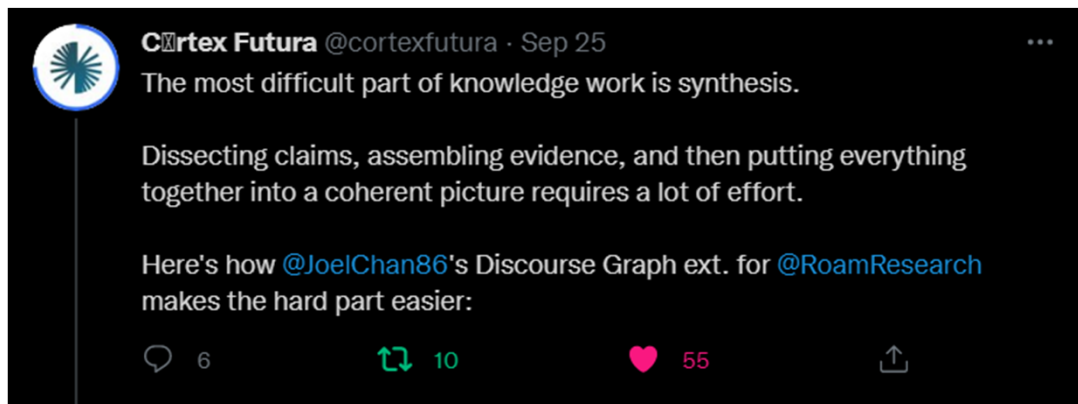 C▯rtex Futura @cortexfutura · Sep 25
The most difficult part of knowledge work is synthesis.
Dissecting claims, assembling evidence, and then putting everything
together into a coherent picture requires a lot of effort.
Here's how @JoelChan86's Discourse Graph ext. for @RoamResearch
makes the hard part easier:
6 10 55